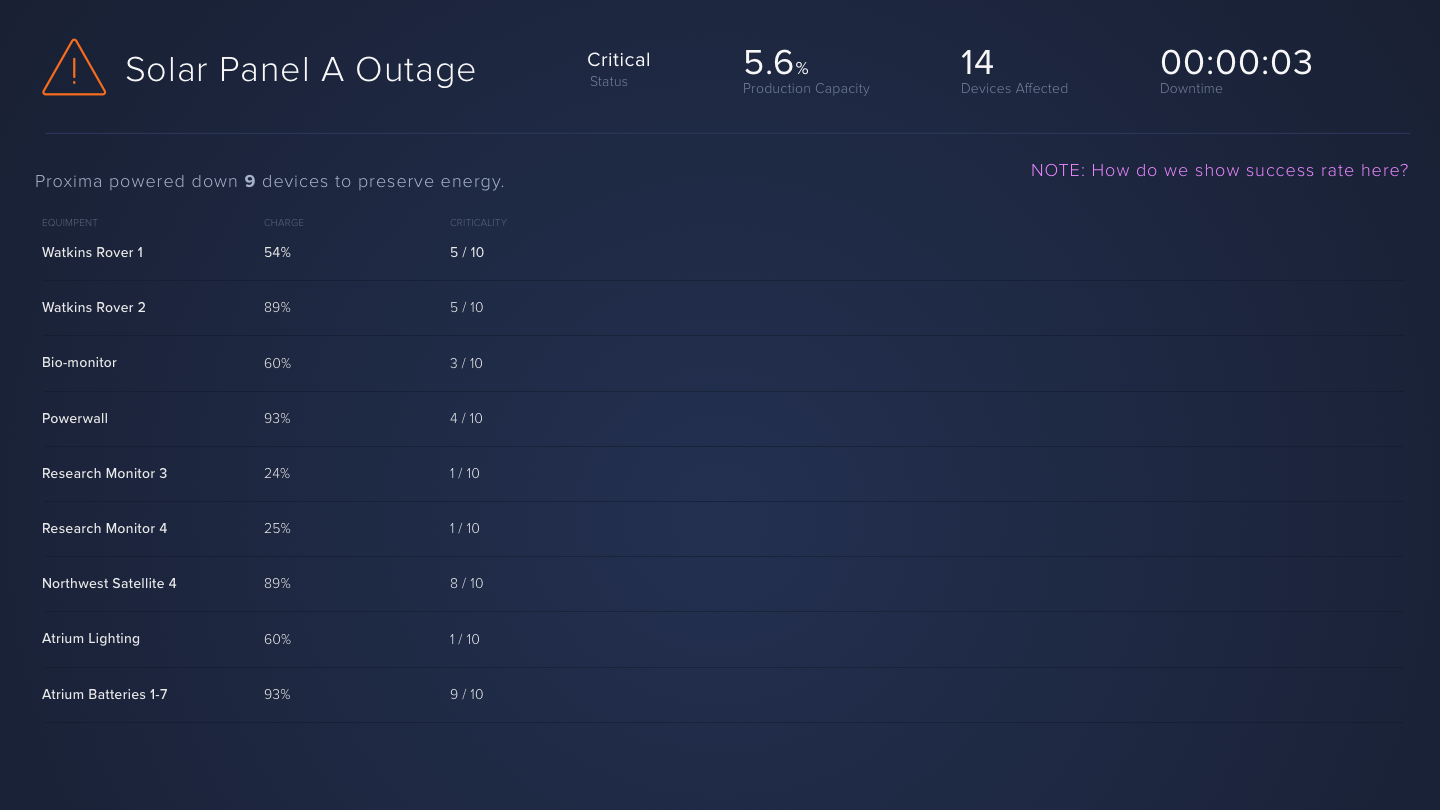 Solar Panel A Outage
Critical
Status
5.6%
Production Capacity
14
Devices Affected
00:00:03
Downtime
NOTE: How do we show success rate here?
Proxima powered down 9 devices to preserve energy.
EQUIMPENT CHARGE CRITICALITY
Watkins Rover 1 54% 5 / 10
Watkins Rover 2 89% 5 / 10
Bio-monitor 60% 3 / 10
Powerwall 93% 4 / 10
Research Monitor 3 24% 1 / 10
Research Monitor 4 25% 1 / 10
Northwest Satellite 4 89% 8 / 10
Atrium Lighting 60% 1 / 10
Atrium Batteries 1-7 93% 9 / 10